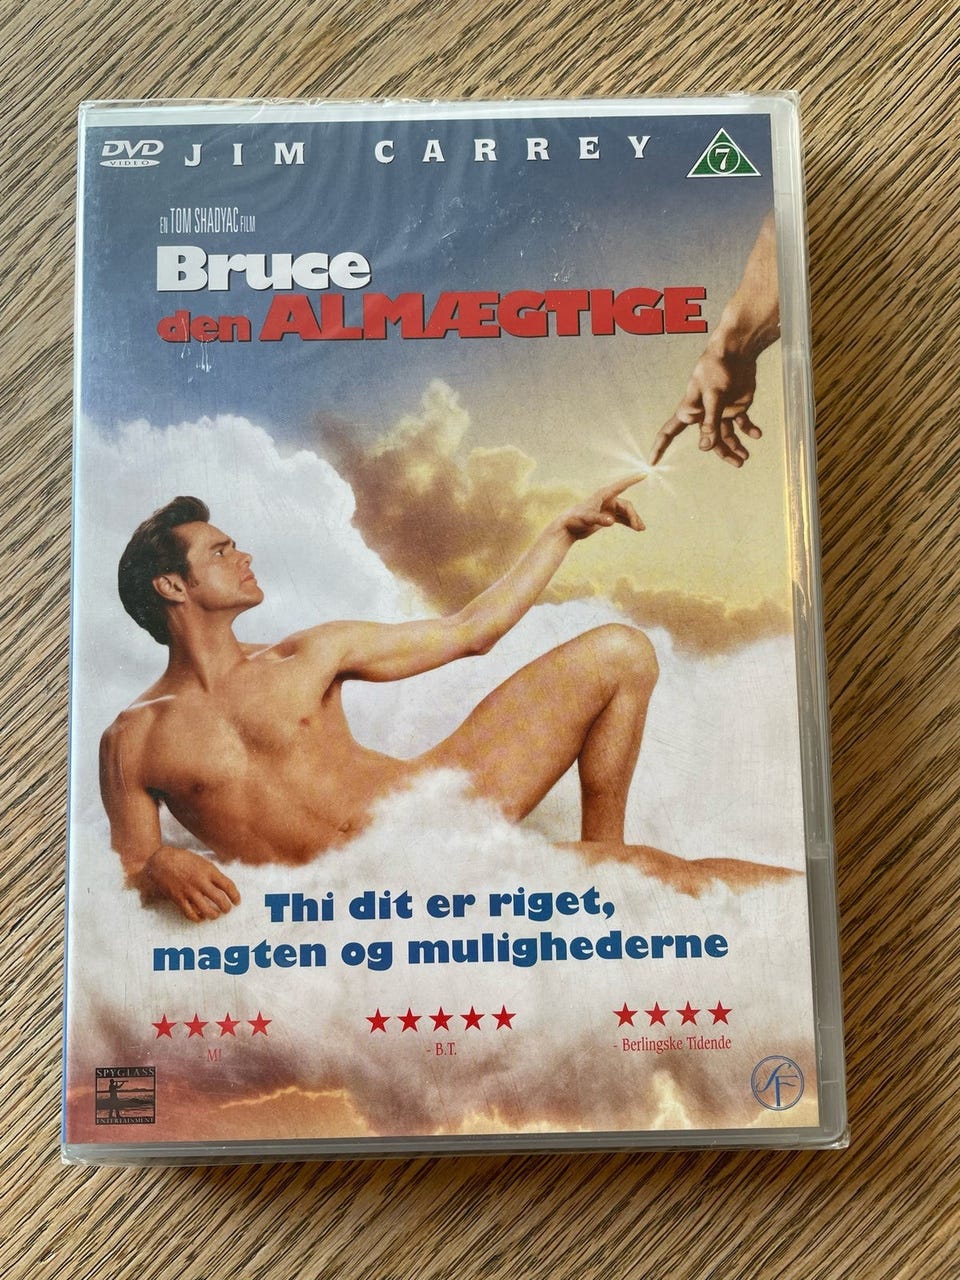 DVD
VIDEO
JIM CARREY
7
EN TOM SHADYAC FILM
Bruce
den ALMÆGTIGE
Thi dit er riget,
magten og mulighederne
★★★★
- M!
★★★★★
- B.T.
★★★★
- Berlingske Tidende
SPYGLASS
ENTERTAINMENT
SF